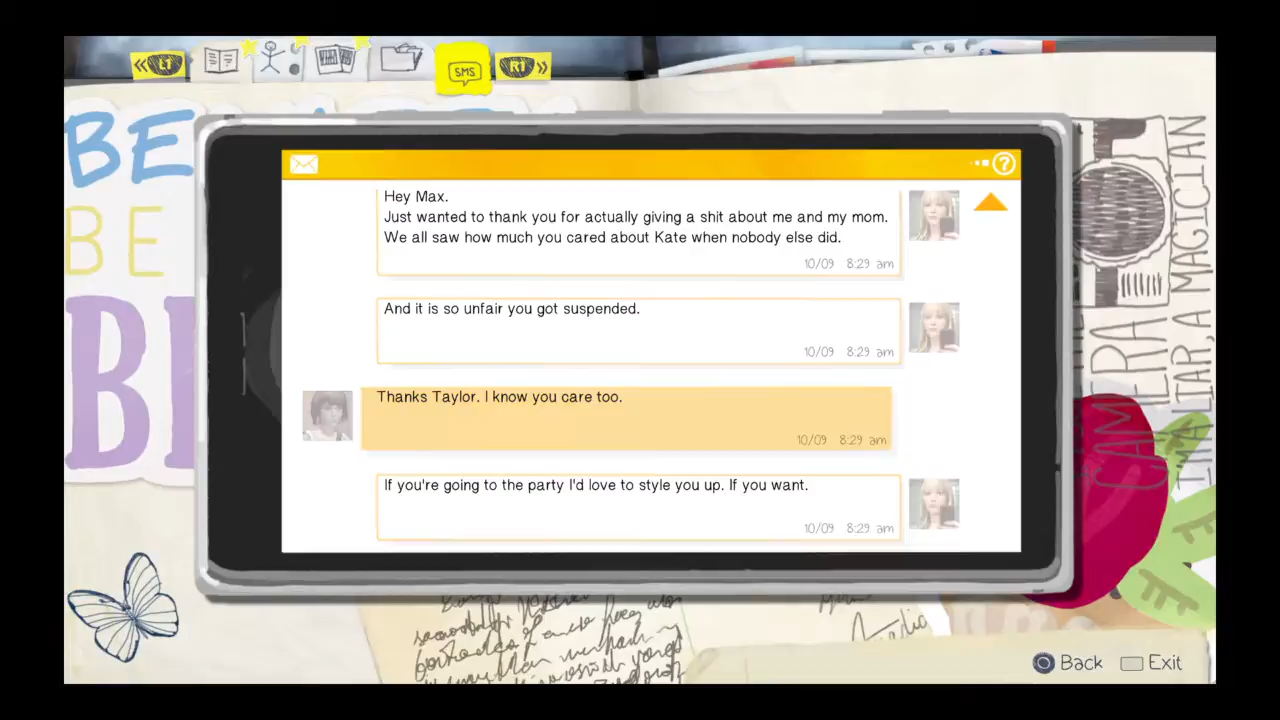 LT
SMS
R1
BE
BE
Hey Max.
Just wanted to thank you for actually giving a shit about me and my mom.
We all saw how much you cared about Kate when nobody else did.
10/09 8:29 am
And it is so unfair you got suspended.
10/09 8:29 am
Thanks Taylor. I know you care too.
10/09 8:29 am
If you're going to the party I'd love to style you up. If you want.
10/09 8:29 am
CAMERA
A LIAR, A MAGICIAN
Back
Exit